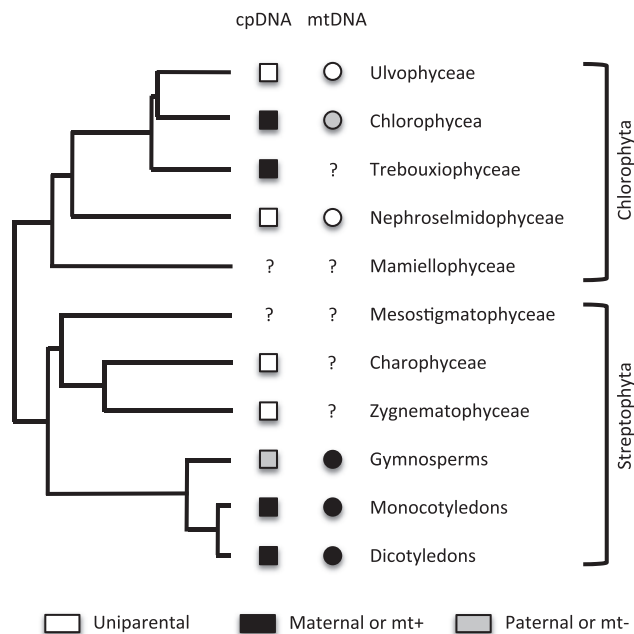 cpDNA mtDNA
Ulvophyceae
Chlorophycea
? Trebouxiophyceae
Nephroselmidophyceae
? ? Mamiellophyceae
Chlorophyta
? ? Mesostigmatophyceae
? Charophyceae
? Zygnematophyceae
Gymnosperms
Monocotyledons
Dicotyledons
Streptophyta
Uniparental Maternal or mt+ Paternal or mt-